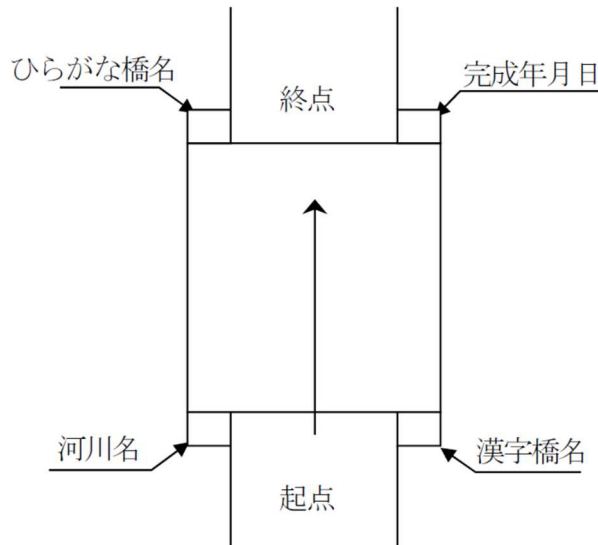 ひらがな橋名
完成年月日
終点
河川名
漢字橋名
起点